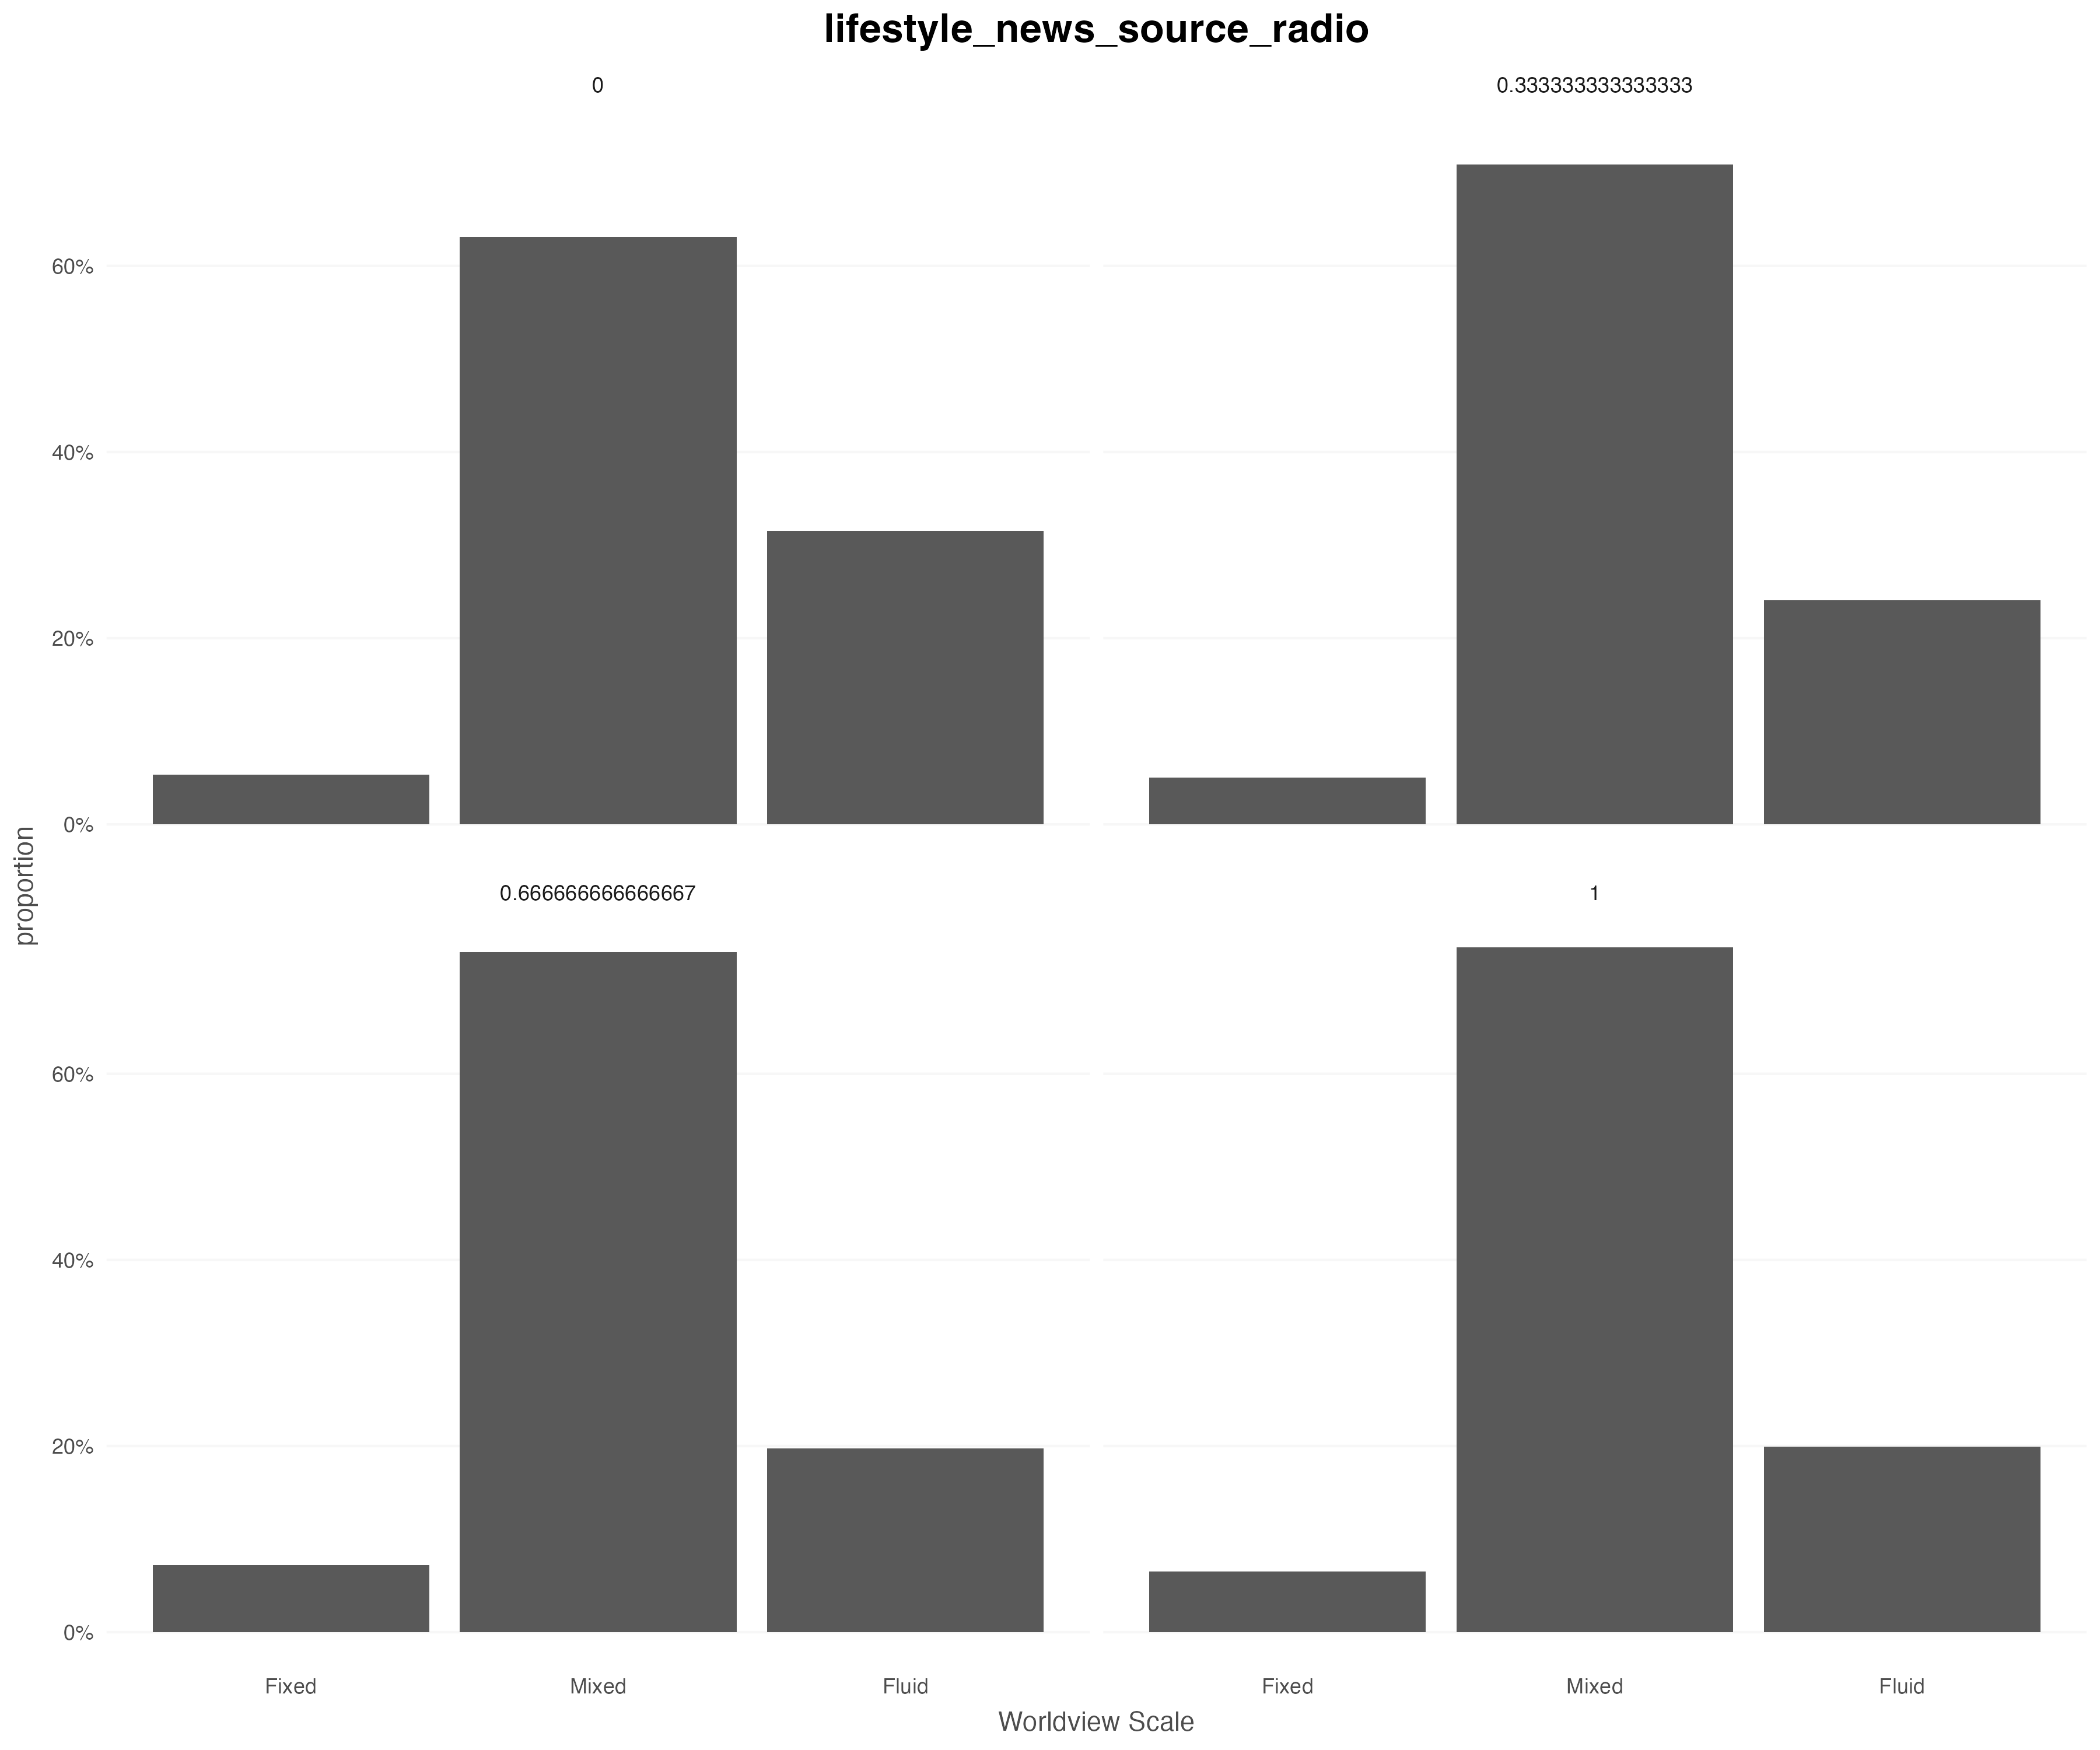 lifestyle_news_source_radio
0
0.333333333333333
60%
40%
20%
0%
proportion
0.666666666666667
1
60%
40%
20%
0%
Fixed
Mixed
Fluid
Fixed
Mixed
Fluid
Worldview Scale